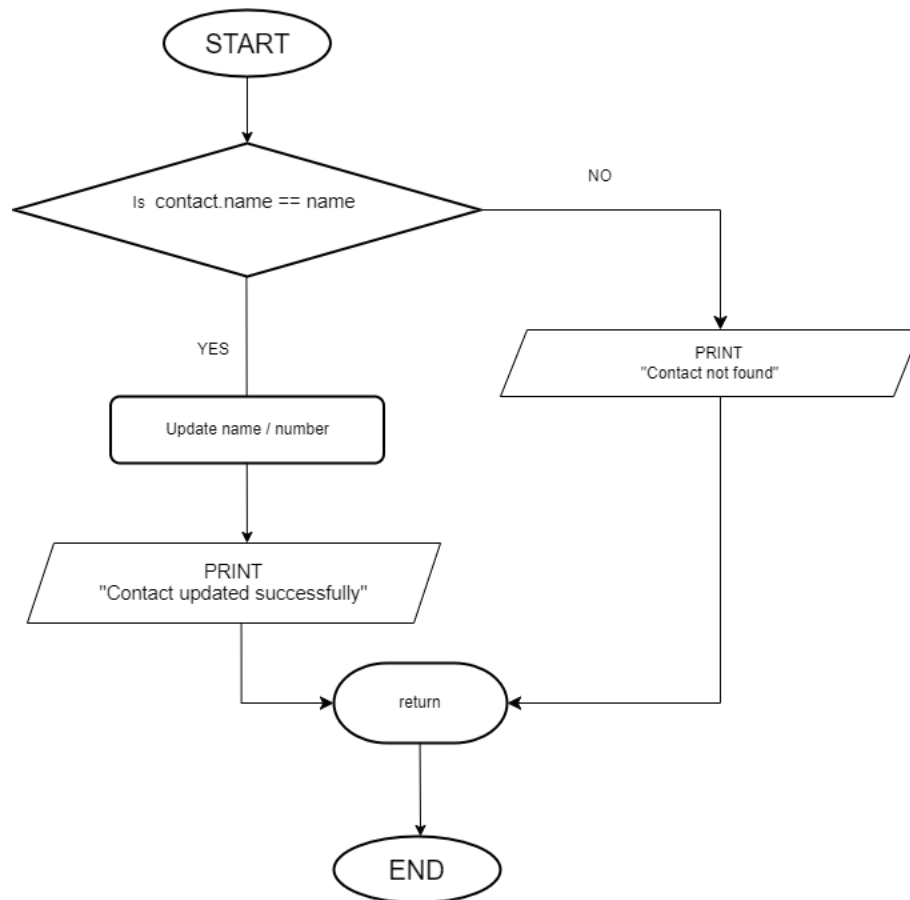 START
Is contact.name == name
NO
YES
PRINT
"Contact not found"
Update name / number
PRINT
"Contact updated successfully"
return
END